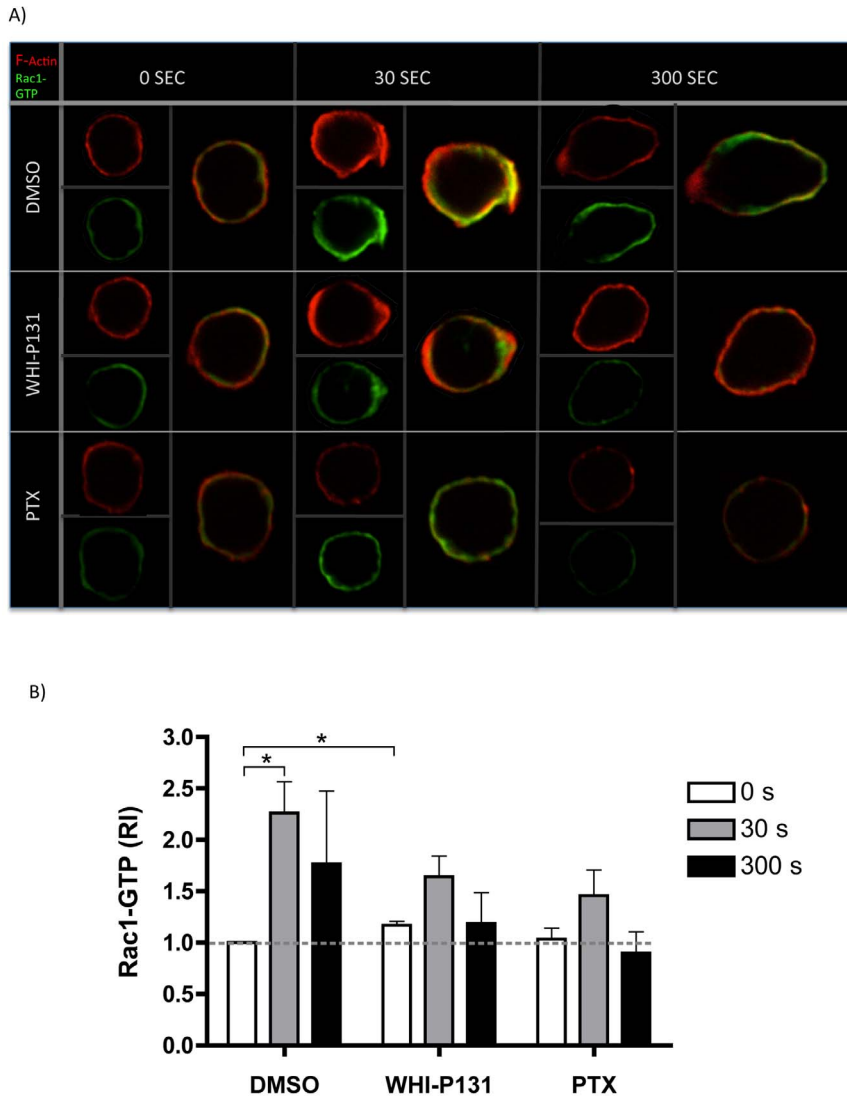 A)
F-Actin
Rac1-
GTP
0 SEC
30 SEC
300 SEC
DMSO
WHI-P131
PTX
B)
3.0
2.5
2.0
1.5
1.0
0.5
0.0
Rac1-GTP (RI)
*
*
0 s
30 s
300 s
DMSO
WHI-P131
PTX